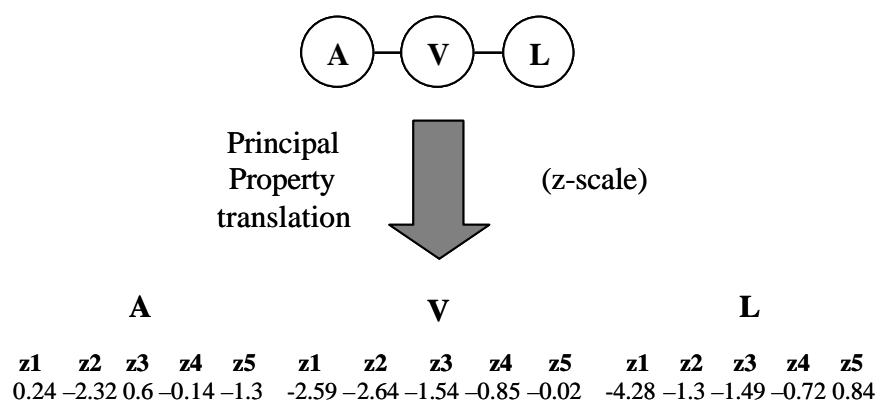 A V L
Principal
Property
translation
(z-scale)
A V L
z1 z2 z3 z4 z5 z1 z2 z3 z4 z5 z1 z2 z3 z4 z5
0.24 –2.32 0.6 –0.14 –1.3 -2.59 –2.64 –1.54 –0.85 –0.02 -4.28 –1.3 –1.49 –0.72 0.84